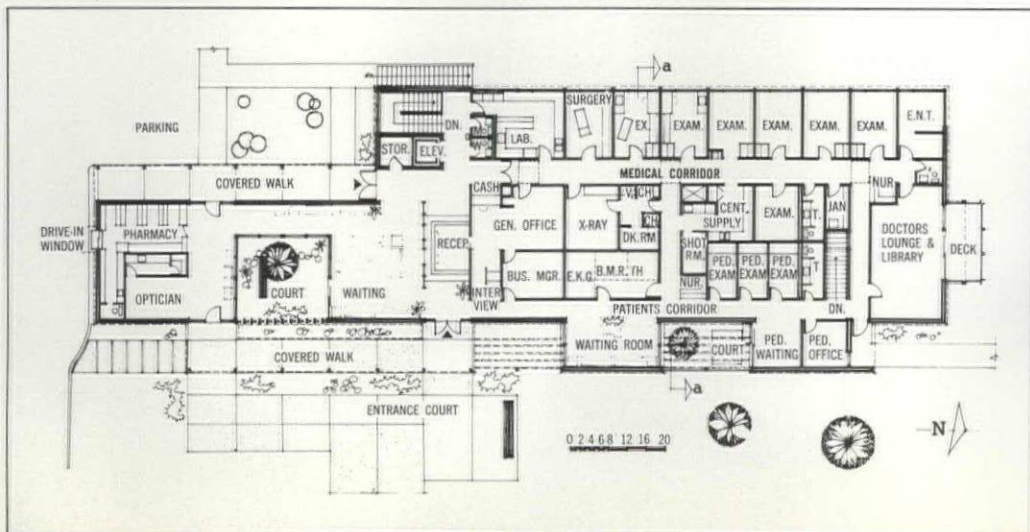 a
PARKING
DN.
STOR.
ELEV.
M
W
LAB.
SURGERY
EX.
EXAM.
EXAM.
EXAM.
EXAM.
EXAM.
E.N.T.
COVERED WALK
CASH
MEDICAL CORRIDOR
NUR.
DRIVE-IN
WINDOW
PHARMACY
OPTICIAN
COURT
WAITING
RECEP.
GEN. OFFICE
X-RAY
CH.
CH
DK.RM
CENT.
SUPPLY
EXAM.
T.
JAN
SHOT
RM.
PED.
EXAM
PED.
EXAM
PED.
EXAM
T
DOCTORS
LOUNGE &
LIBRARY
DECK
BUS. MGR.
E.K.G.
B.M.R.
NUR.
INTER
VIEW
PATIENTS CORRIDOR
DN.
COVERED WALK
WAITING ROOM
COURT
PED.
WAITING
PED.
OFFICE
a
ENTRANCE COURT
0 2 4 6 8' 12 16 20
N